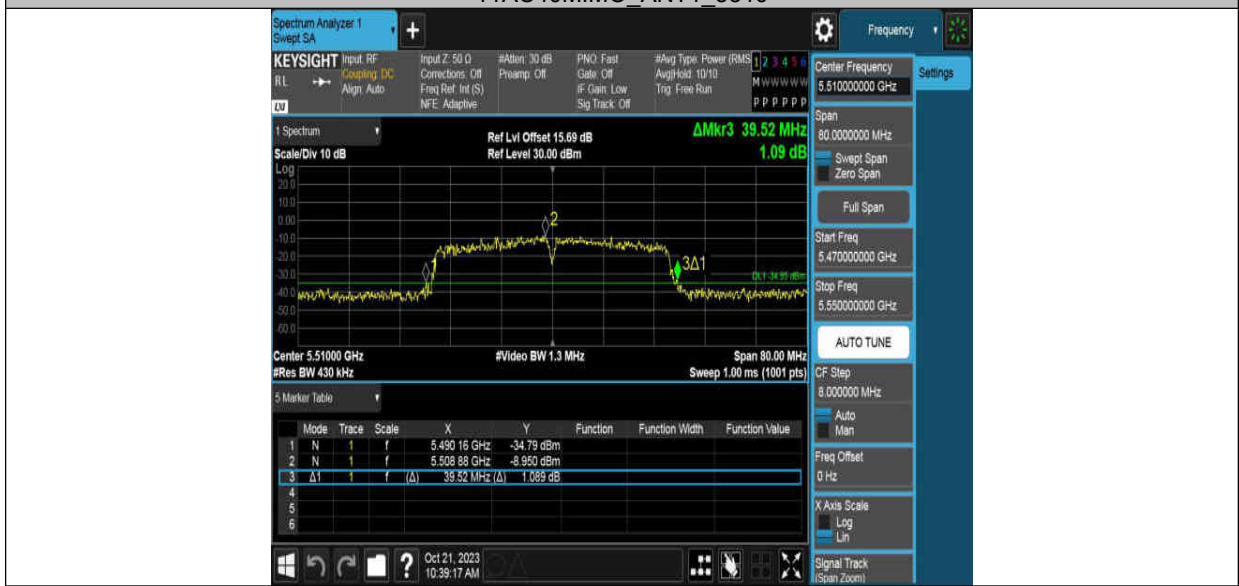 Spectrum Analyzer 1
Swept SA
+
Frequency
KEYSIGHT
RL
Input: RF
Coupling: DC
Align: Auto
Input Z: 50 Ω
Corrections: Off
Freq Ref: Int (S)
NFE: Adaptive
#Atten: 30 dB
Preamp: Off
PNO: Fast
Gate: Off
IF Gain: Low
Sig Track: Off
#Avg Type: Power (RMS
Avg|Hold: 10/10
Trig: Free Run
1 2 3 4 5 6
M W W W W W
P P P P P P
Center Frequency
5.510000000 GHz
Settings
Span
80.0000000 MHz
Swept Span
Zero Span
Full Span
Start Freq
5.470000000 GHz
Stop Freq
5.550000000 GHz
AUTO TUNE
CF Step
8.000000 MHz
Auto
Man
Freq Offset
0 Hz
X Axis Scale
Log
Lin
Signal Track
(Span Zoom)
1 Spectrum
Scale/Div 10 dB
Ref Lvl Offset 15.69 dB
Ref Level 30.00 dBm
ΔMkr3 39.52 MHz
1.09 dB
Log
20.0
10.0
0.00
-10.0
-20.0
-30.0
-40.0
-50.0
-60.0
1
2
3Δ1
DL1 -34.95 dBm
Center 5.51000 GHz
#Video BW 1.3 MHz
Span 80.00 MHz
#Res BW 430 kHz
Sweep 1.00 ms (1001 pts)
5 Marker Table
Mode Trace Scale X Y Function Function Width Function Value
1 N 1 f 5.490 16 GHz -34.79 dBm
2 N 1 f 5.508 88 GHz -8.950 dBm
3 Δ1 1 f (Δ) 39.52 MHz (Δ) 1.089 dB
4
5
6
?
Oct 21, 2023
10:39:17 AM